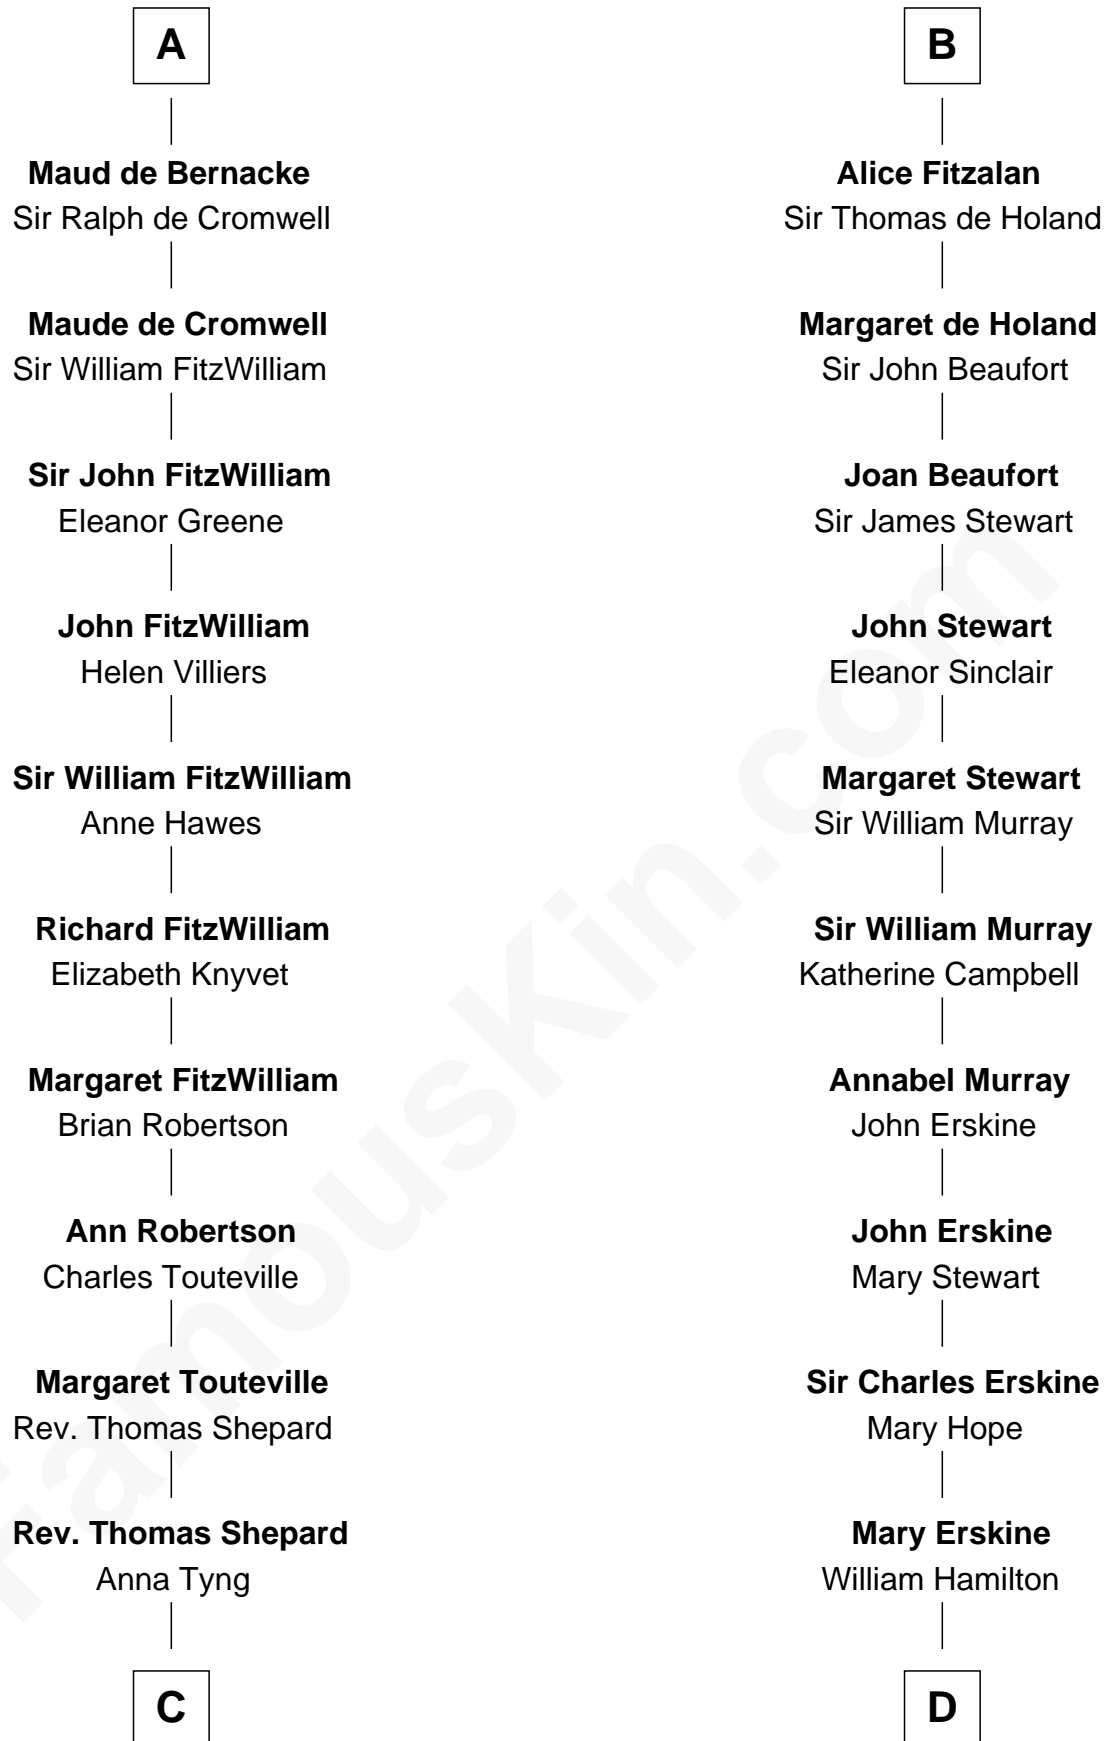 A
Maud de Bernacke
Sir Ralph de Cromwell
Maude de Cromwell
Sir William FitzWilliam
Sir John FitzWilliam
Eleanor Greene
John FitzWilliam
Helen Villiers
Sir William FitzWilliam
Anne Hawes
Richard FitzWilliam
Elizabeth Knyvet
Margaret FitzWilliam
Brian Robertson
Ann Robertson
Charles Touteville
Margaret Touteville
Rev. Thomas Shepard
Rev. Thomas Shepard
Anna Tyng
C
B
Alice Fitzalan
Sir Thomas de Holand
Margaret de Holand
Sir John Beaufort
Joan Beaufort
Sir James Stewart
John Stewart
Eleanor Sinclair
Margaret Stewart
Sir William Murray
Sir William Murray
Katherine Campbell
Annabel Murray
John Erskine
John Erskine
Mary Stewart
Sir Charles Erskine
Mary Hope
Mary Erskine
William Hamilton
D
FamousKin.com